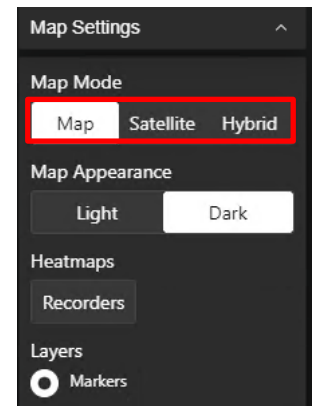 Map Settings
Map Mode
Map Satellite Hybrid
Map Appearance
Light Dark
Heatmaps
Recorders
Layers
Markers